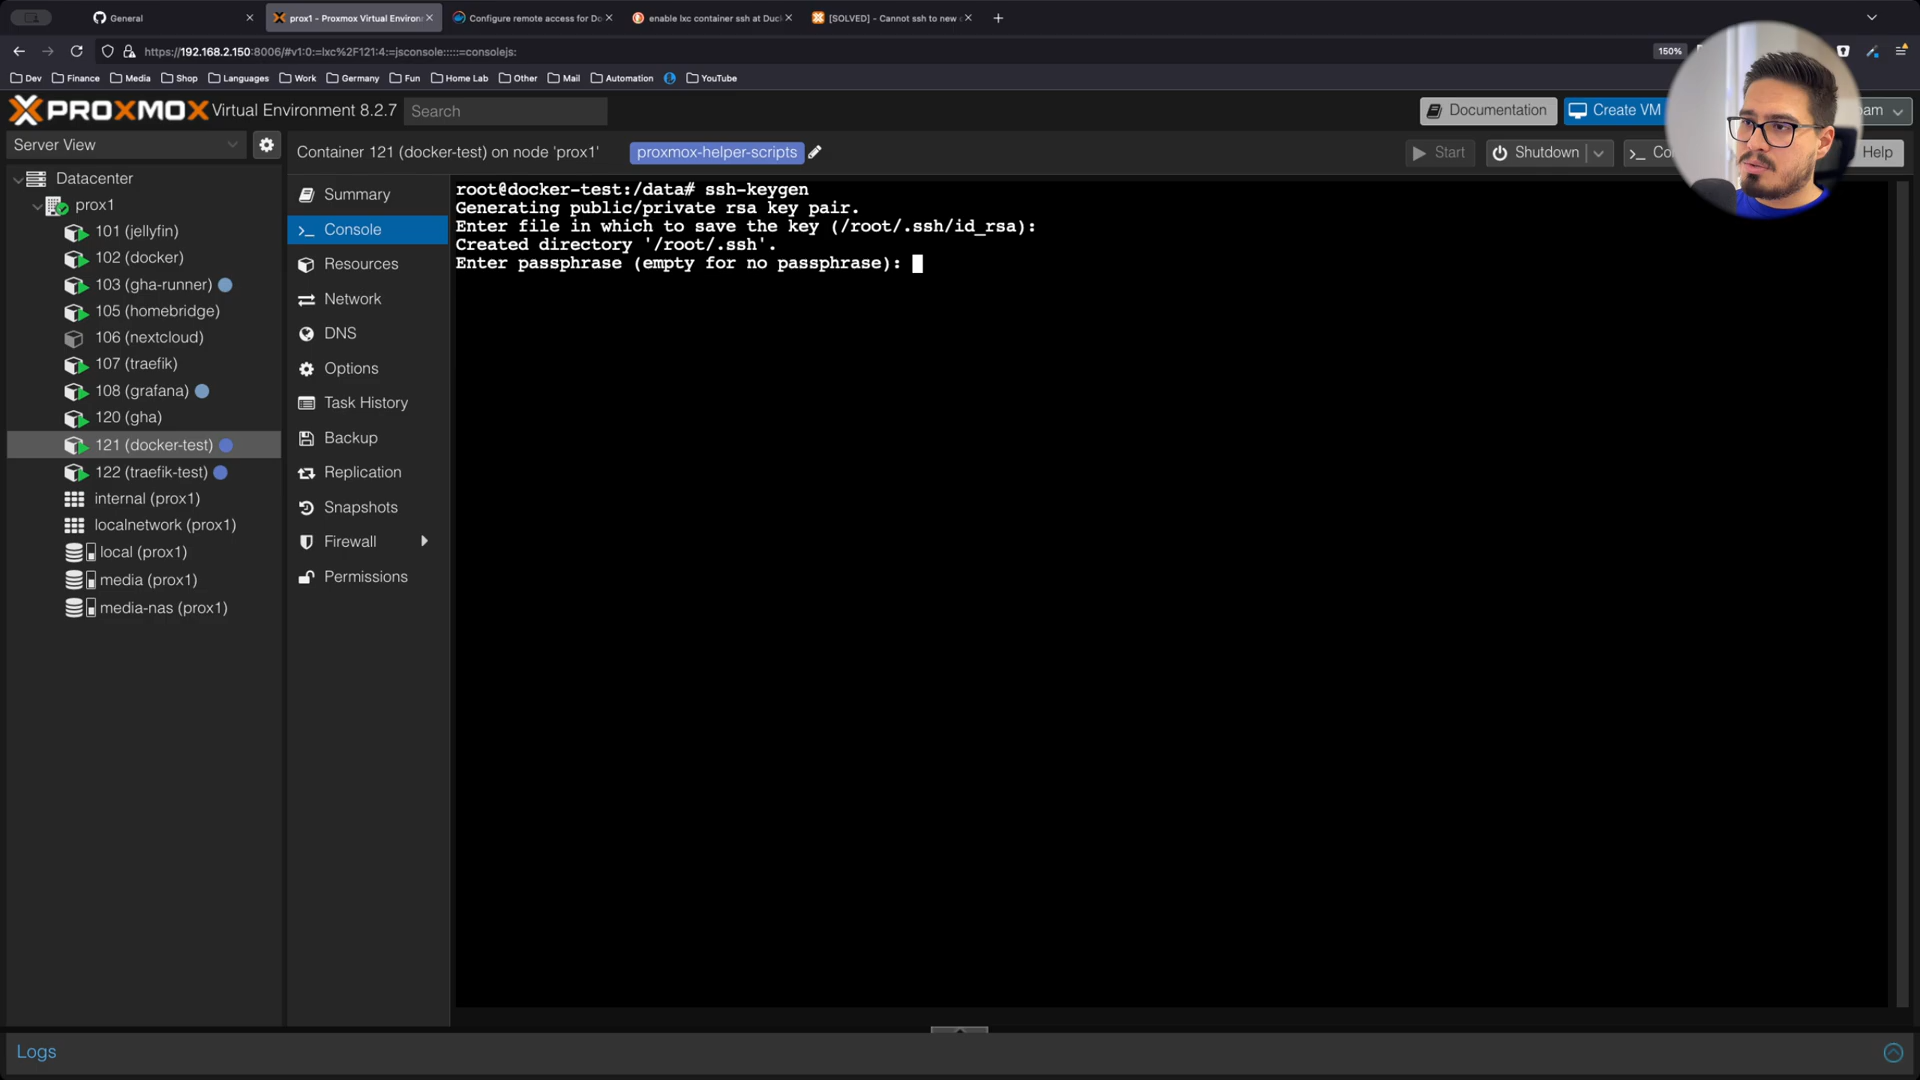 General
prox1 - Proxmox Virtual Environ
Configure remote access for Do
enable lxc container ssh at Duc
[SOLVED] - Cannot ssh to new
https://192.168.2.150:8006/#v1:0:=lxc%2F121:4:=jsconsole:::::=consolejs:
150%
Dev
Finance
Media
Shop
Languages
Work
Germany
Fun
Home Lab
Other
Mail
Automation
YouTube
PROXMOX Virtual Environment 8.2.7
Search
Documentation
Create VM
Server View
Container 121 (docker-test) on node 'prox1'
proxmox-helper-scripts
Start
Shutdown
Help
Datacenter
prox1
101 (jellyfin)
102 (docker)
103 (gha-runner)
105 (homebridge)
106 (nextcloud)
107 (traefik)
108 (grafana)
120 (gha)
121 (docker-test)
122 (traefik-test)
internal (prox1)
localnetwork (prox1)
local (prox1)
media (prox1)
media-nas (prox1)
Summary
Console
Resources
Network
DNS
Options
Task History
Backup
Replication
Snapshots
Firewall
Permissions
root@docker-test:/data# ssh-keygen
Generating public/private rsa key pair.
Enter file in which to save the key (/root/.ssh/id_rsa):
Created directory '/root/.ssh'.
Enter passphrase (empty for no passphrase):
Logs